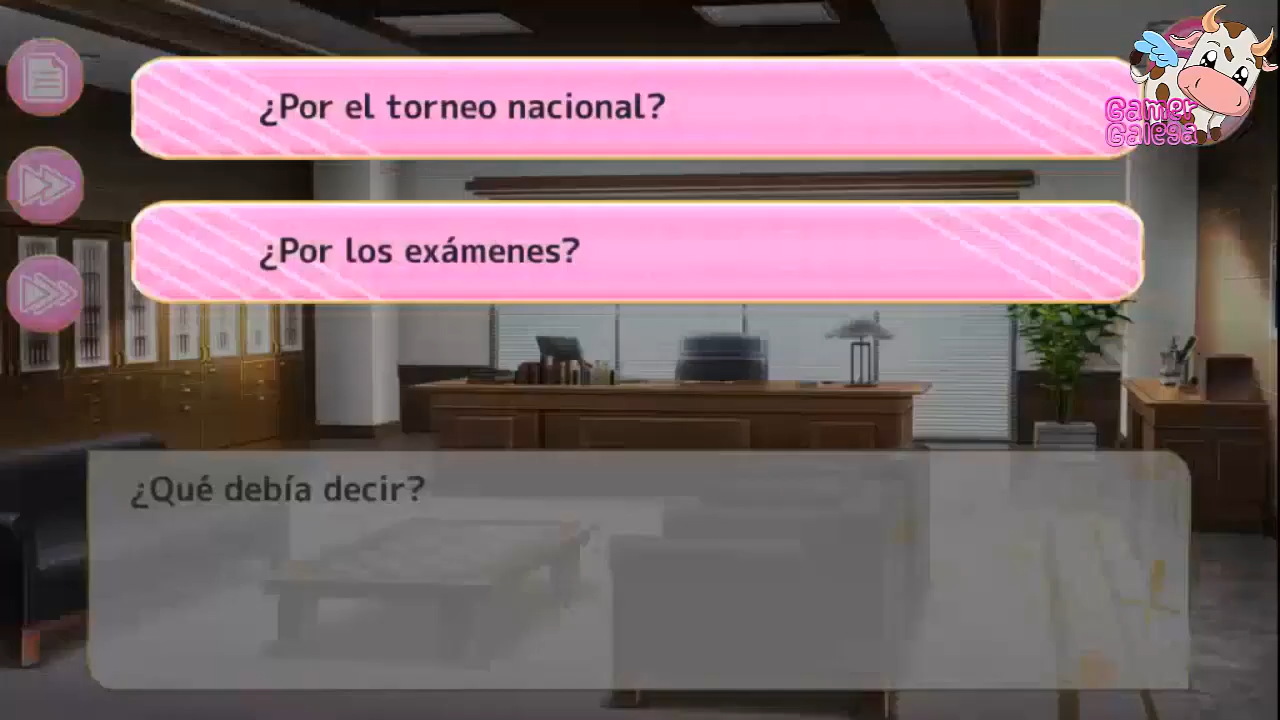 ¿Por el torneo nacional?
Gamer
Galega
¿Por los exámenes?
¿Qué debía decir?